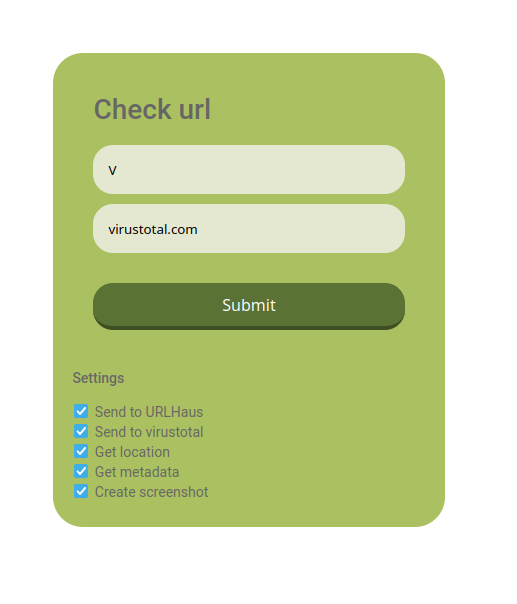 Check url
V
virustotal.com
Submit
Settings
Send to URLHaus
Send to virustotal
Get location
Get metadata
Create screenshot